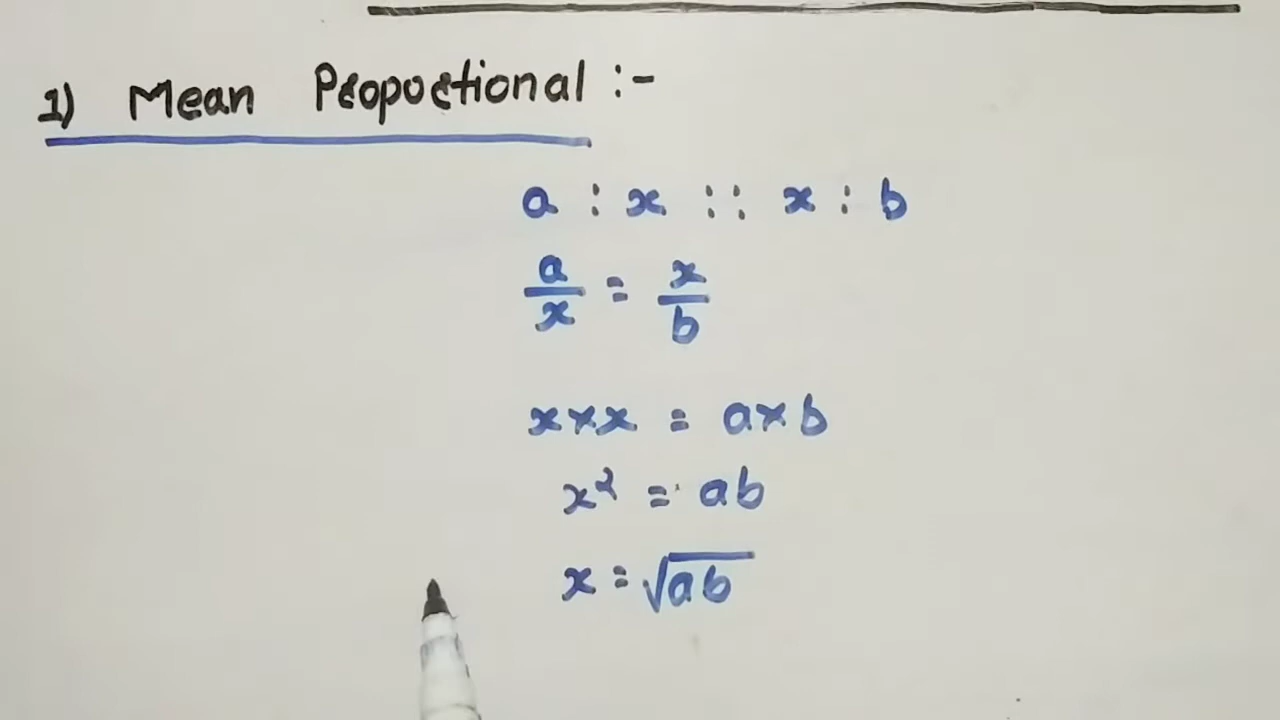 1) Mean Proportional :-
a : x :: x : b
a/x = x/b
x×x = a×b
x² = ab
x = √ab